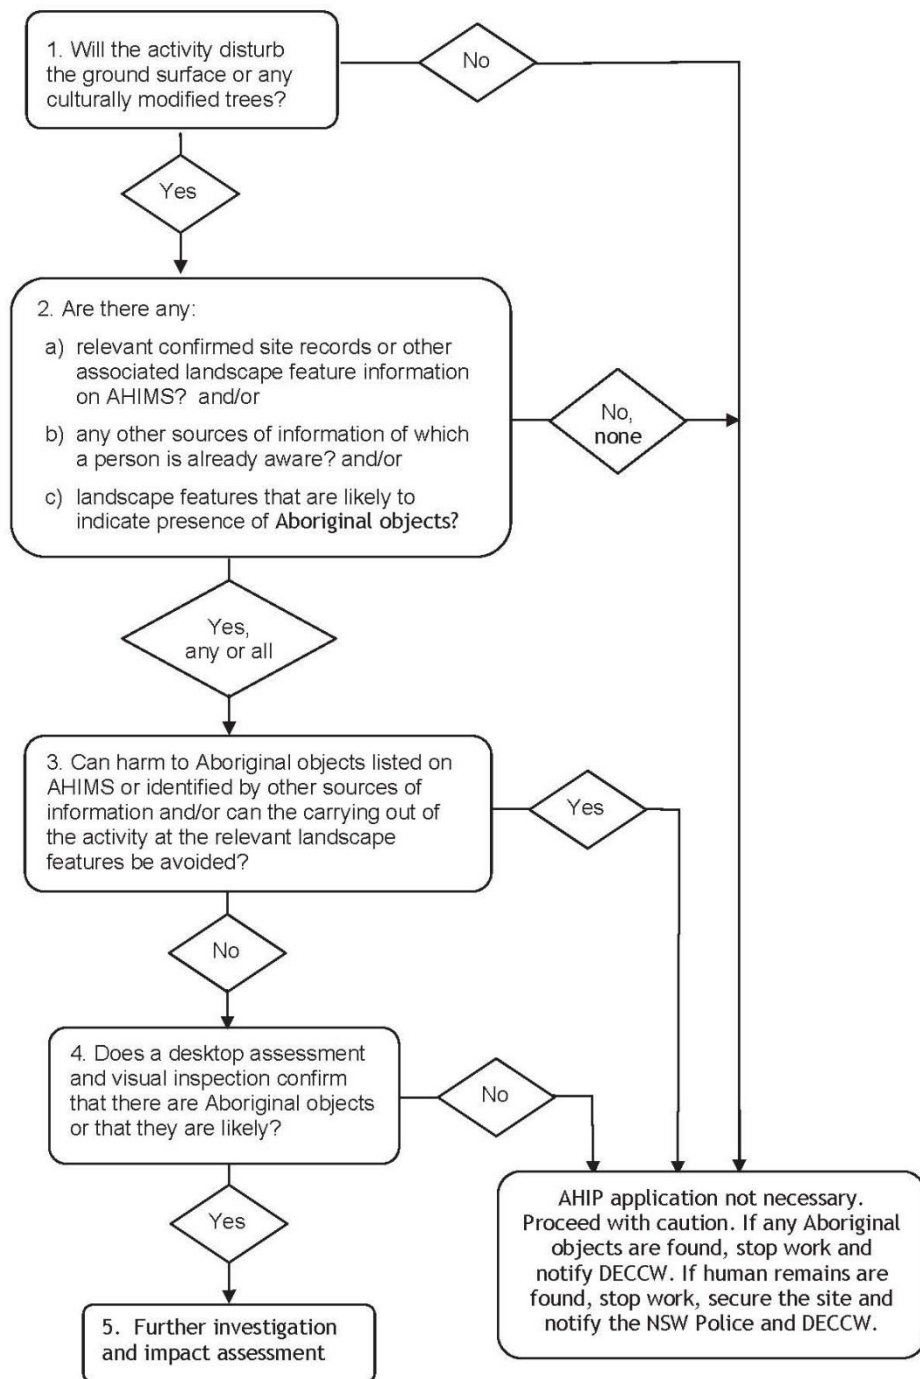 1. Will the activity disturb
the ground surface or any
culturally modified trees?
No
Yes
2. Are there any:
a) relevant confirmed site records or other
associated landscape feature information
on AHIMS? and/or
b) any other sources of information of which
a person is already aware? and/or
c) landscape features that are likely to
indicate presence of Aboriginal objects?
No,
none
Yes,
any or all
3. Can harm to Aboriginal objects listed on
AHIMS or identified by other sources of
information and/or can the carrying out of
the activity at the relevant landscape
features be avoided?
Yes
No
4. Does a desktop assessment
and visual inspection confirm
that there are Aboriginal objects
or that they are likely?
No
Yes
5. Further investigation
and impact assessment
AHIP application not necessary.
Proceed with caution. If any Aboriginal
objects are found, stop work and
notify DECCW. If human remains are
found, stop work, secure the site and
notify the NSW Police and DECCW.